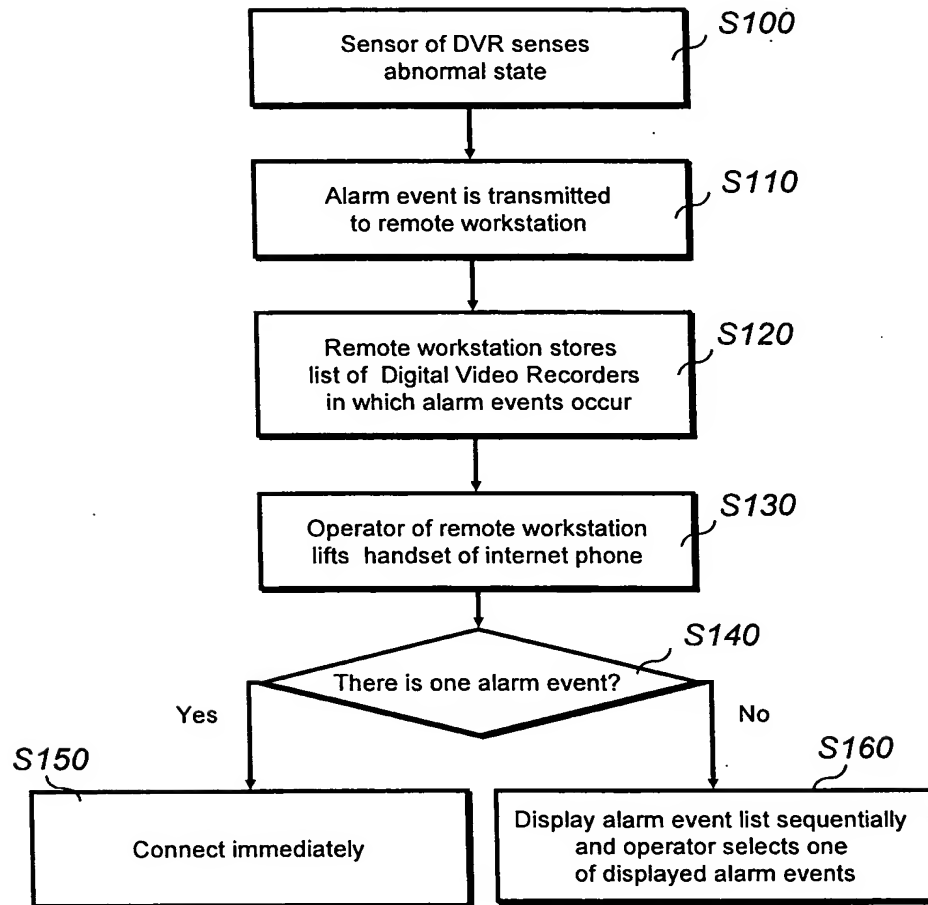 S100
Sensor of DVR senses
abnormal state
S110
Alarm event is transmitted
to remote workstation
S120
Remote workstation stores
list of Digital Video Recorders
in which alarm events occur
S130
Operator of remote workstation
lifts handset of internet phone
S140
There is one alarm event?
Yes
No
S150
Connect immediately
S160
Display alarm event list sequentially
and operator selects one
of displayed alarm events